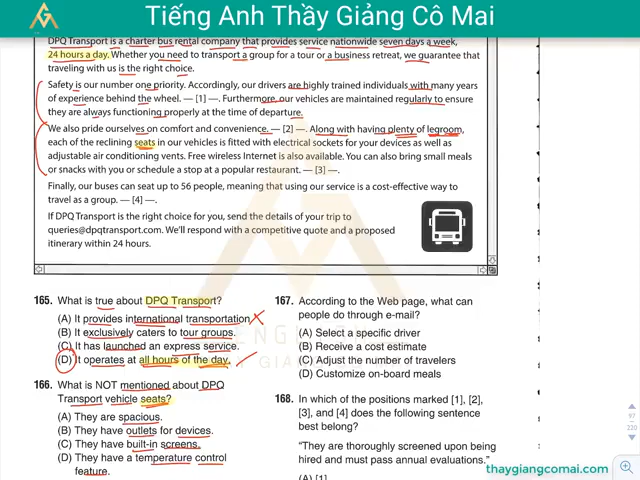 Tiếng Anh Thầy Giảng Cô Mai
DPQ Transport is a charter bus rental company that provides service nationwide seven days a week,
24 hours a day. Whether you need to transport a group for a tour or a business retreat, we guarantee that
traveling with us is the right choice.
Safety is our number one priority. Accordingly, our drivers are highly trained individuals with many years
of experience behind the wheel. — [1] —. Furthermore, our vehicles are maintained regularly to ensure
they are always functioning properly at the time of departure.
We also pride ourselves on comfort and convenience. — [2] —. Along with having plenty of legroom,
each of the reclining seats in our vehicles is fitted with electrical sockets for your devices as well as
adjustable air conditioning vents. Free wireless Internet is also available. You can also bring small meals
or snacks with you or schedule a stop at a popular restaurant. — [3] —.
Finally, our buses can seat up to 56 people, meaning that using our service is a cost-effective way to
travel as a group. — [4] —.
If DPQ Transport is the right choice for you, send the details of your trip to
queries@dpqtransport.com. We'll respond with a competitive quote and a proposed
itinerary within 24 hours.
165. What is true about DPQ Transport?
(A) It provides international transportation.
(B) It exclusively caters to tour groups.
(C) It has launched an express service.
(D) It operates at all hours of the day.
166. What is NOT mentioned about DPQ
Transport vehicle seats?
(A) They are spacious.
(B) They have outlets for devices.
(C) They have built-in screens.
(D) They have a temperature control
feature.
167. According to the Web page, what can
people do through e-mail?
(A) Select a specific driver
(B) Receive a cost estimate
(C) Adjust the number of travelers
(D) Customize on-board meals
168. In which of the positions marked [1], [2],
[3], and [4] does the following sentence
best belong?
"They are thoroughly screened upon being
hired and must pass annual evaluations."
(A) [1]
97
220
thaygiangcomai.com